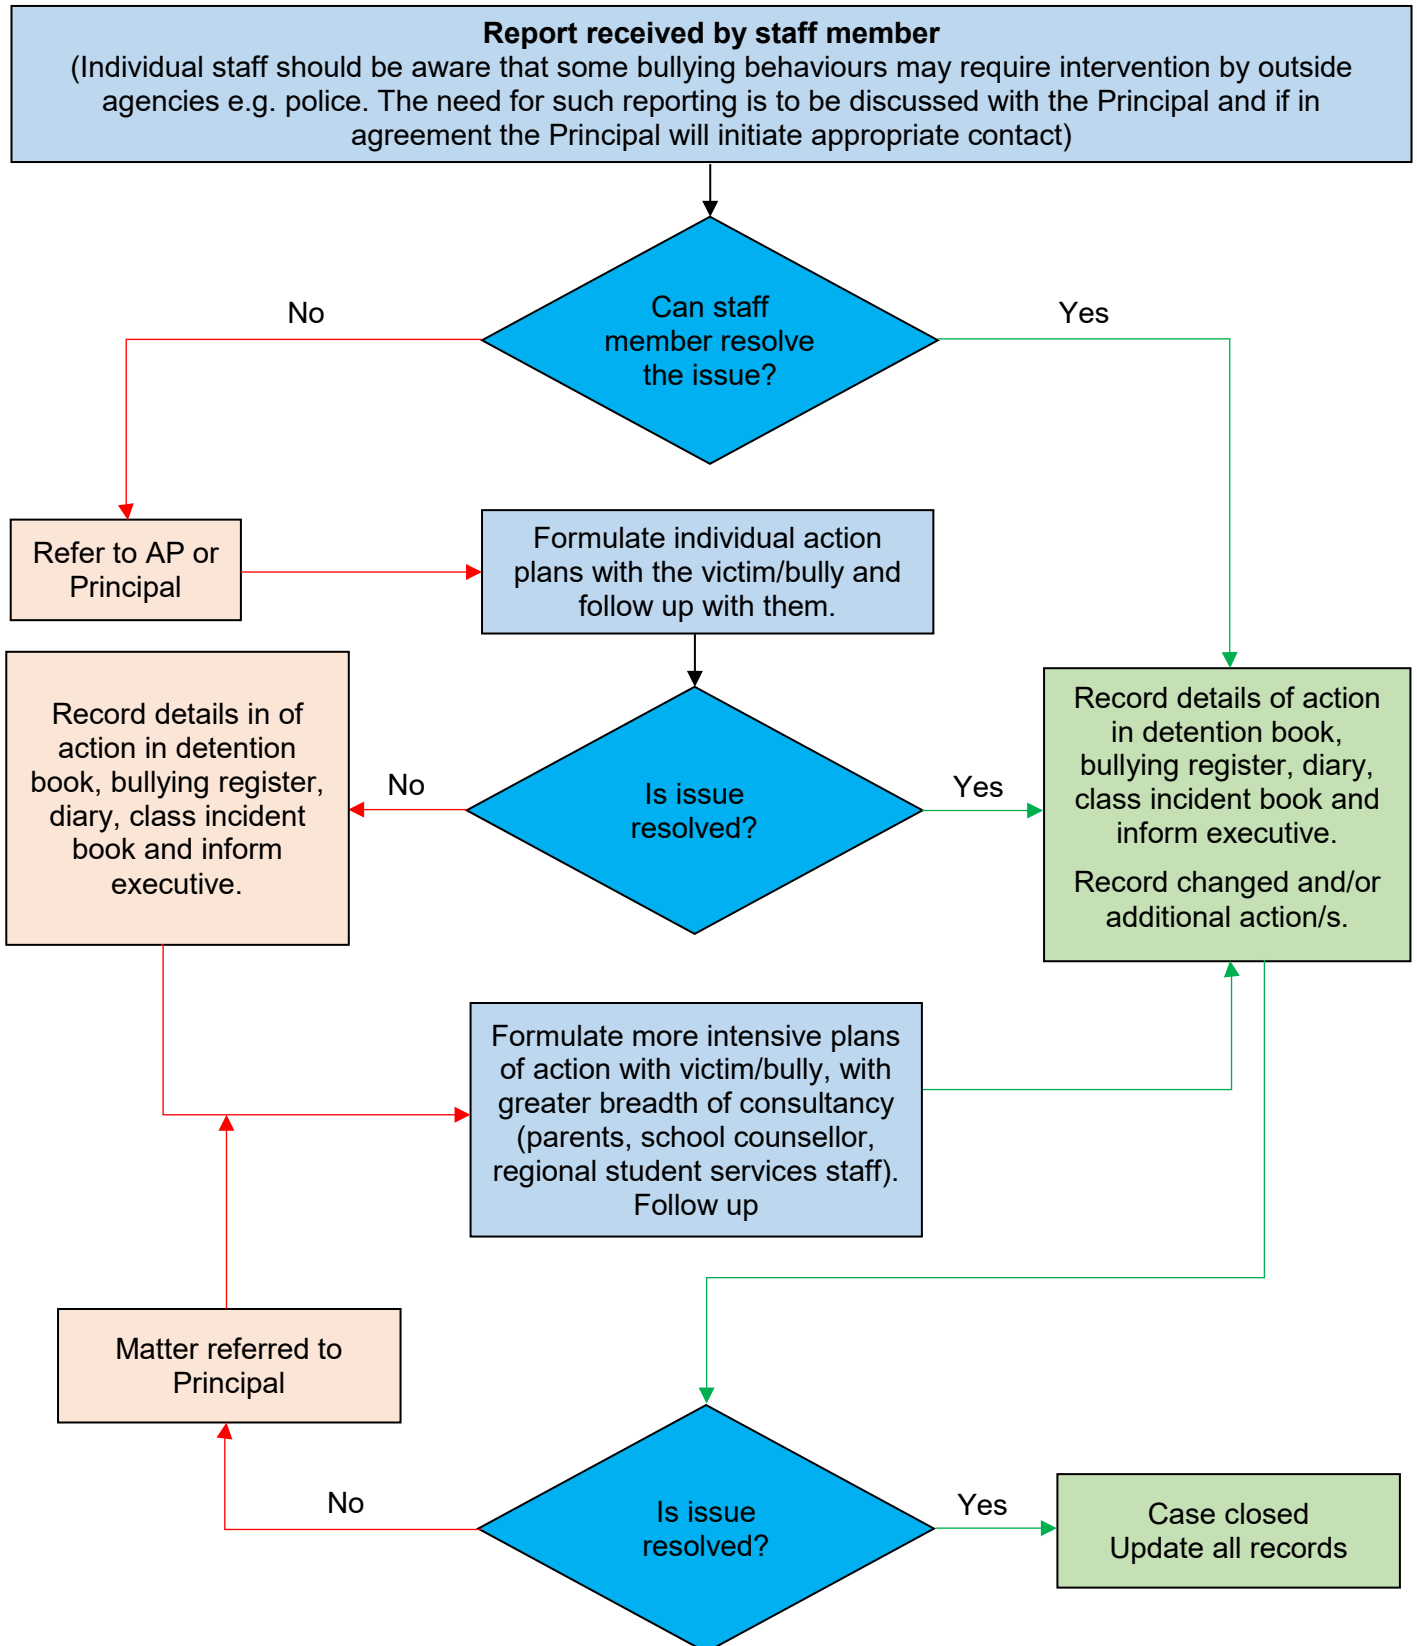 Report received by staff member
(Individual staff should be aware that some bullying behaviours may require intervention by outside
agencies e.g. police. The need for such reporting is to be discussed with the Principal and if in
agreement the Principal will initiate appropriate contact)
No
Can staff
member resolve
the issue?
Yes
Refer to AP or
Principal
Formulate individual action
plans with the victim/bully and
follow up with them.
Record details in of
action in detention
book, bullying register,
diary, class incident
book and inform
executive.
No
Is issue
resolved?
Yes
Record details of action
in detention book,
bullying register, diary,
class incident book and
inform executive.
Record changed and/or
additional action/s.
Formulate more intensive plans
of action with victim/bully, with
greater breadth of consultancy
(parents, school counsellor,
regional student services staff).
Follow up
Matter referred to
Principal
No
Is issue
resolved?
Yes
Case closed
Update all records